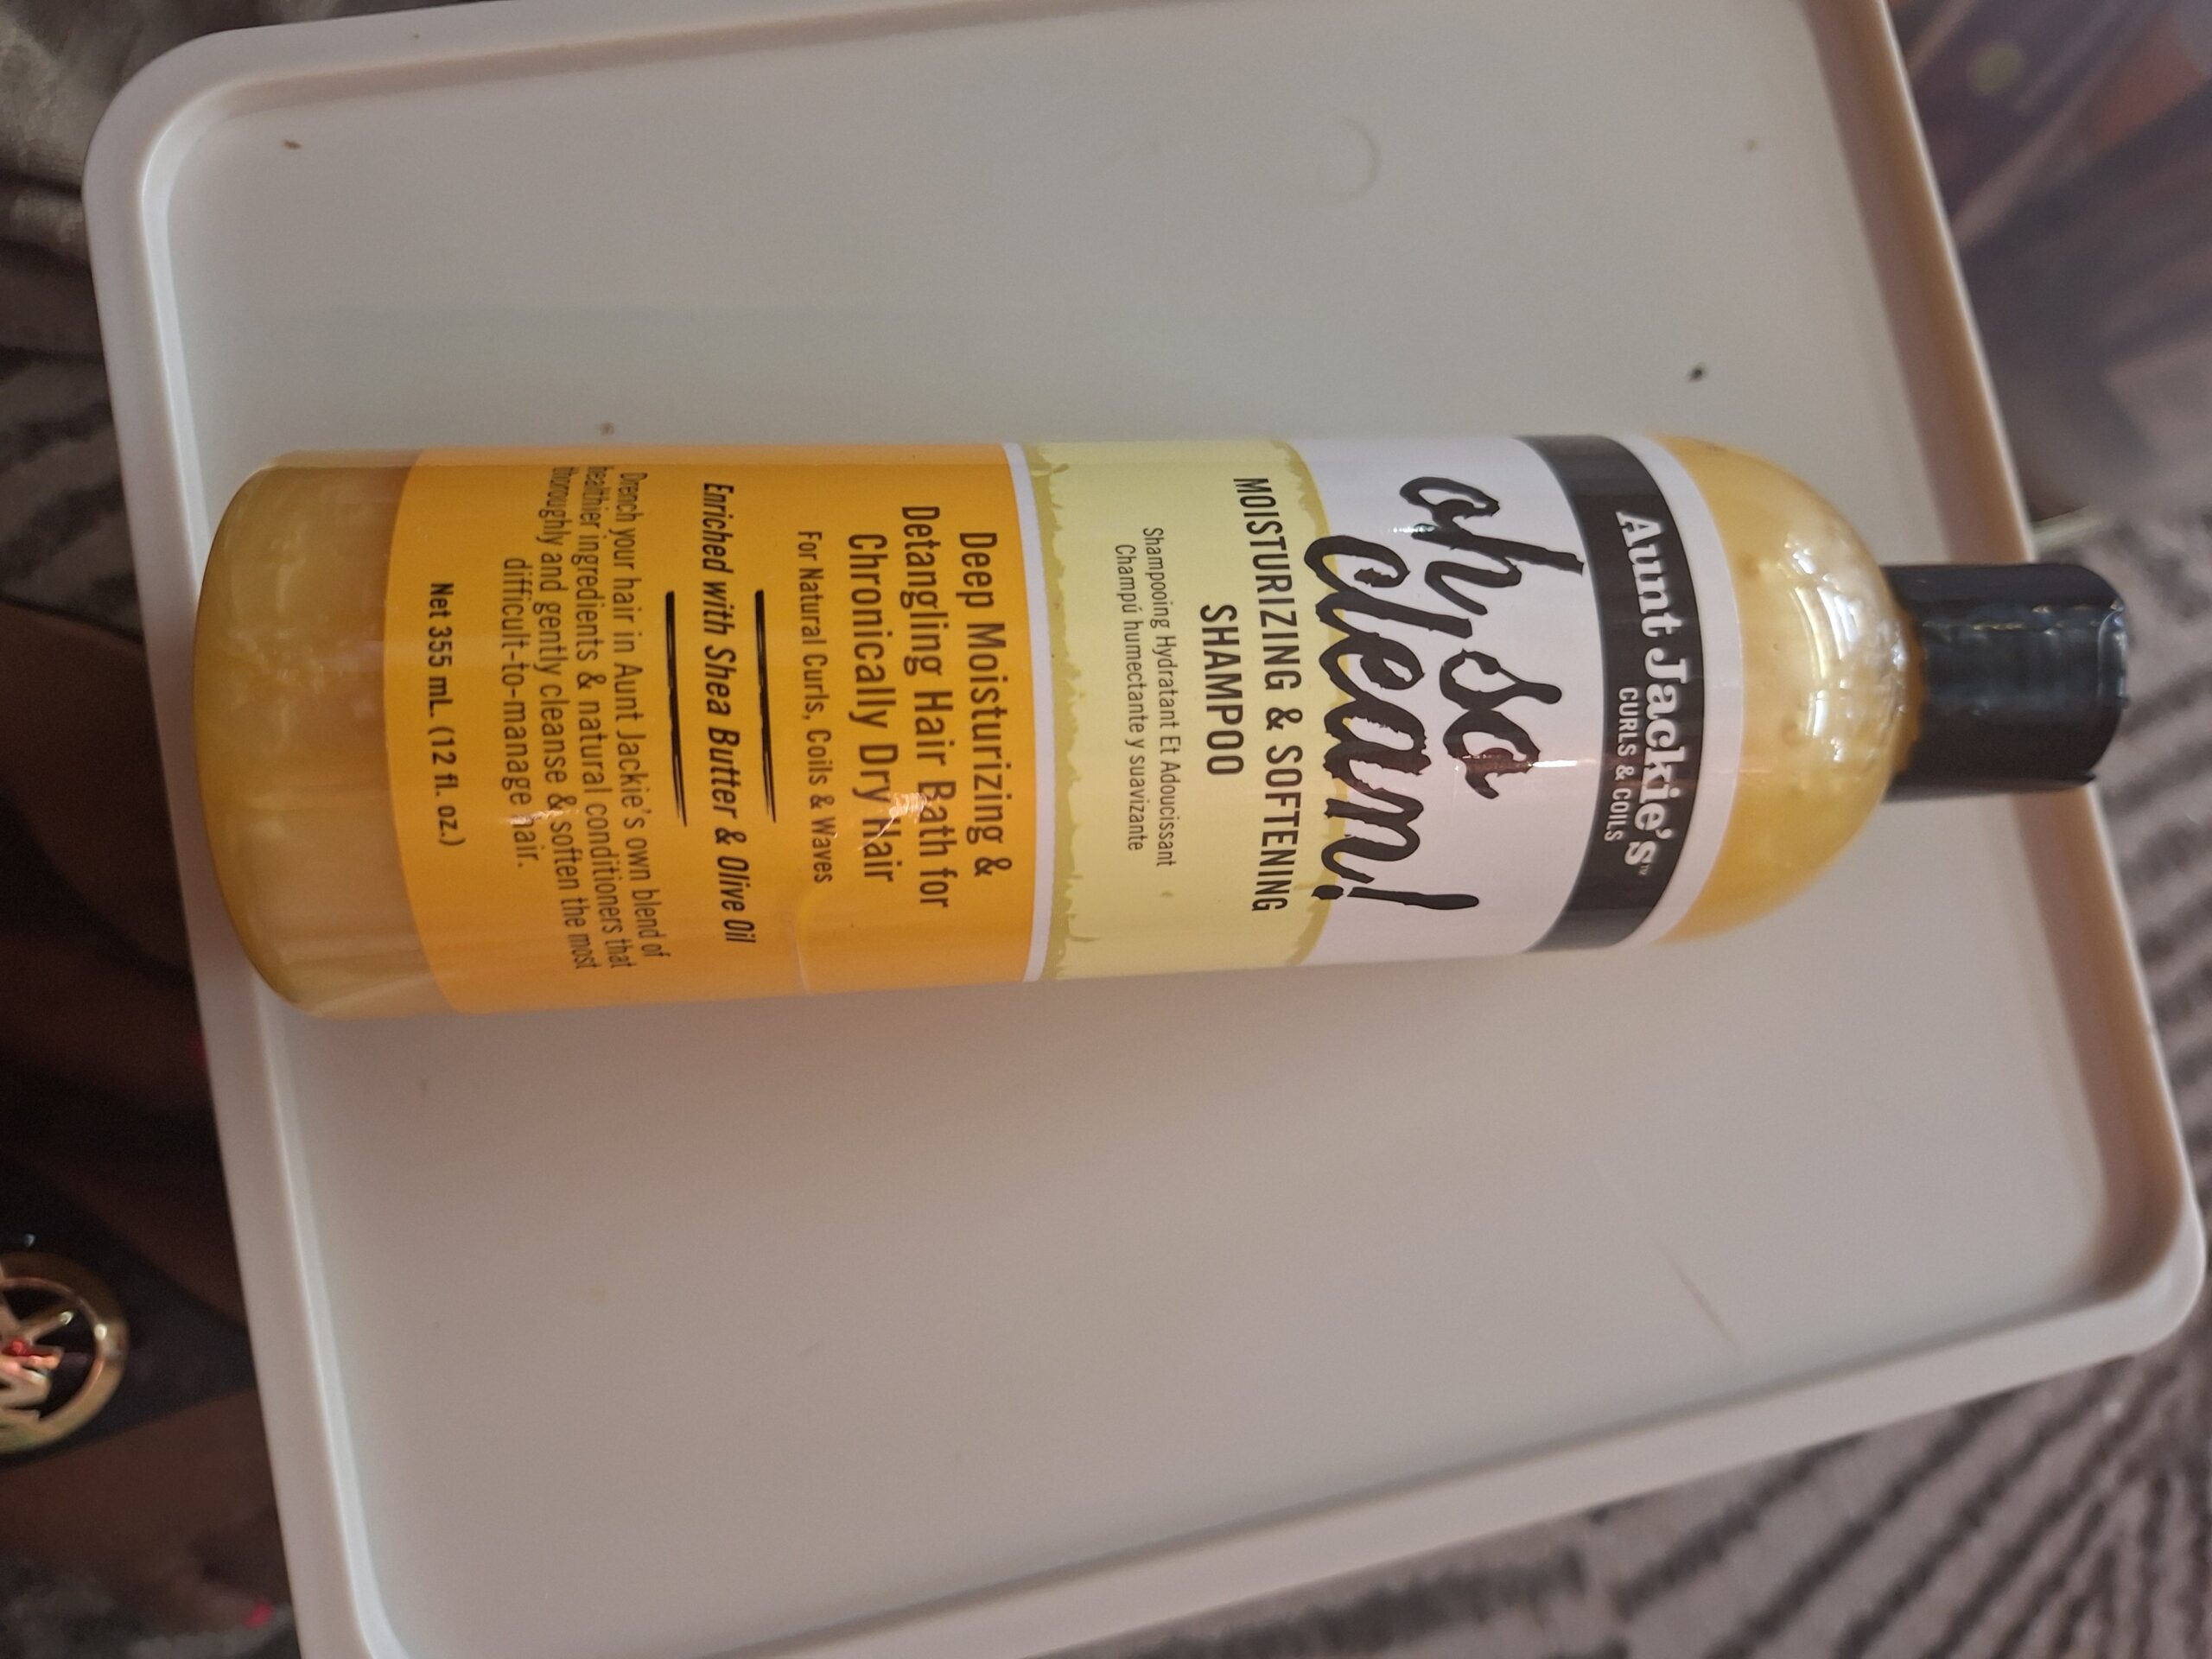 Aunt Jackie's™
CURLS & COILS
oh so
clean!
MOISTURIZING & SOFTENING
SHAMPOO
Shampooing Hydratant Et Adoucissant
Champú humectante y suavizante
Deep Moisturizing &
Detangling Hair Bath for
Chronically Dry Hair
For Natural Curls, Coils & Waves
Enriched with Shea Butter & Olive Oil
Drench your hair in Aunt Jackie's own blend of
healthier ingredients & natural conditioners that
thoroughly and gently cleanse & soften the most
difficult-to-manage hair.
Net 355 mL. (12 fl. oz.)